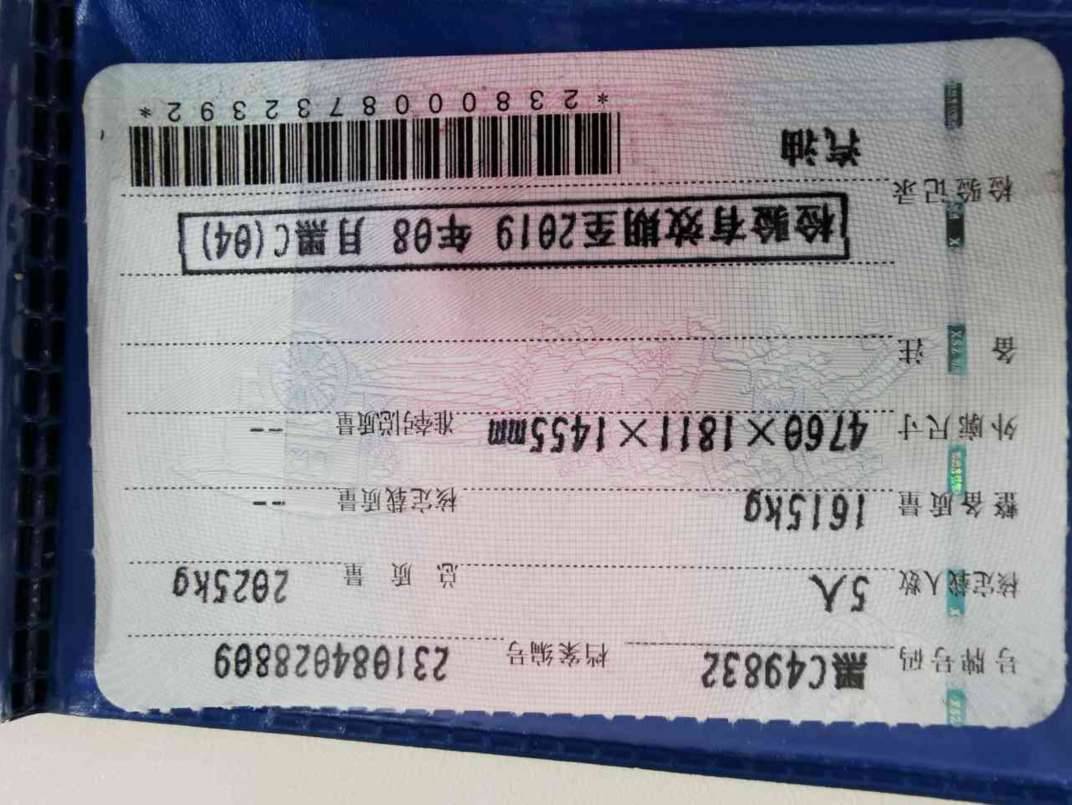 号牌号码 黑C49832 档案编号 231084028809
核定载人数 5人 总质量 2025kg
整备质量 1615kg 核定载质量 --
外廓尺寸 4760×1811×1455mm 准牵引总质量 --
备注
检验有效期至2019年08月黑C(04)
检验记录
汽油
*2380008732392*